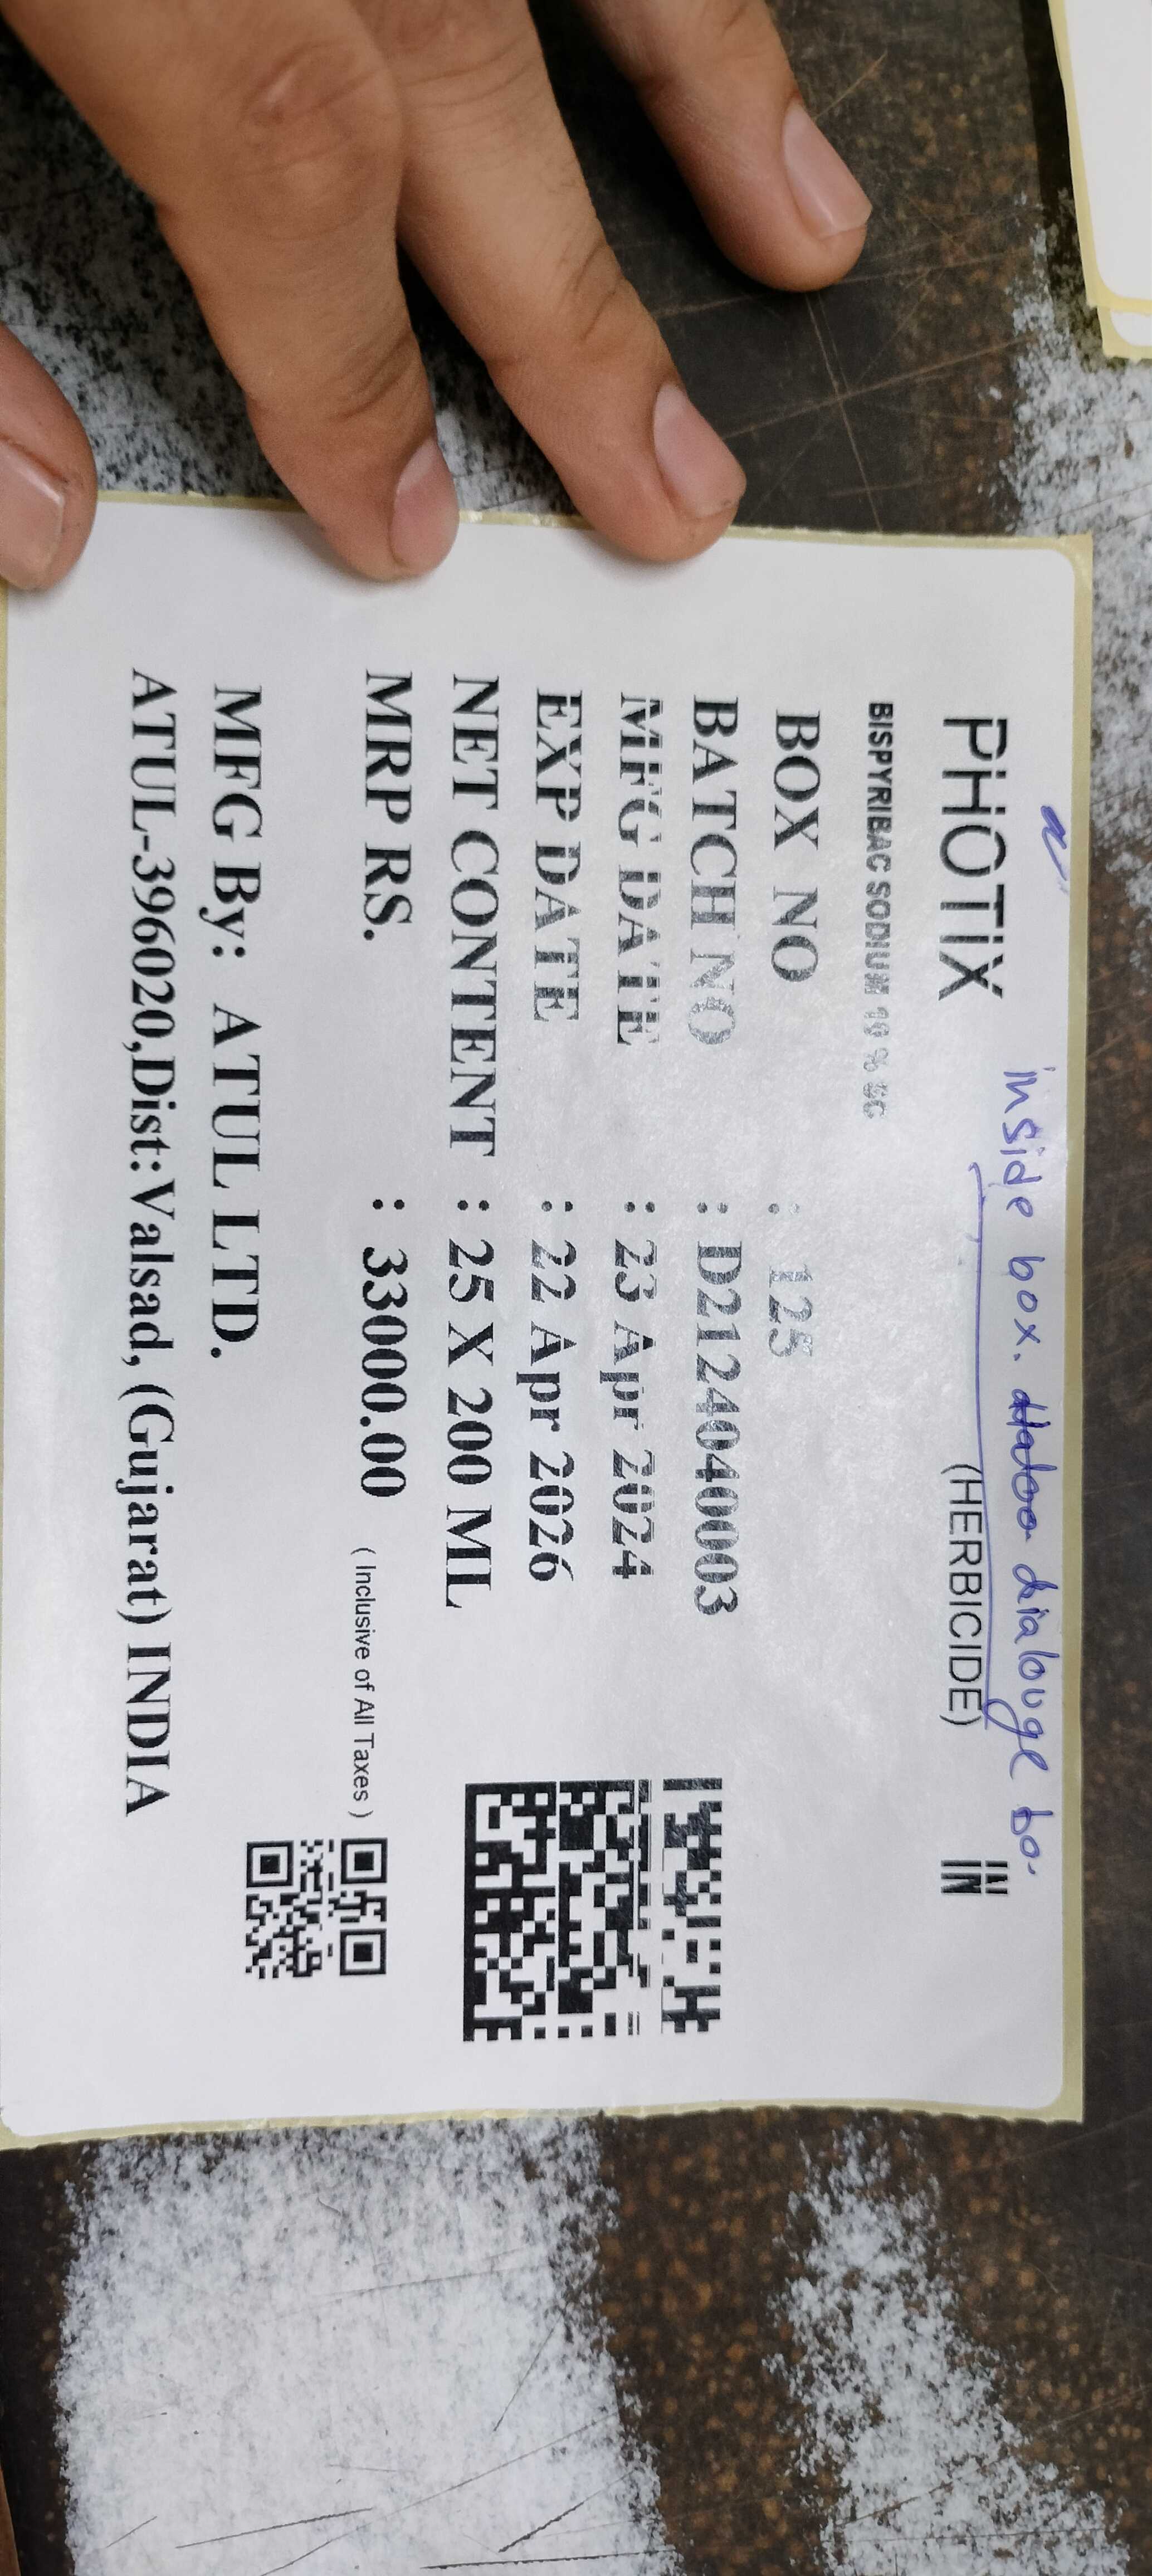 inside box. dialouge bo.
PHOTIX (HERBICIDE) IN
BISPYRIBAC SODIUM 10 % SC
BOX NO : 125
BATCH NO : D212404003
MFG DATE : 23 Apr 2024
EXP DATE : 22 Apr 2026
NET CONTENT : 25 X 200 ML
MRP RS. : 33000.00 ( Inclusive of All Taxes )
MFG By: ATUL LTD.
ATUL-396020,Dist:Valsad, (Gujarat) INDIA